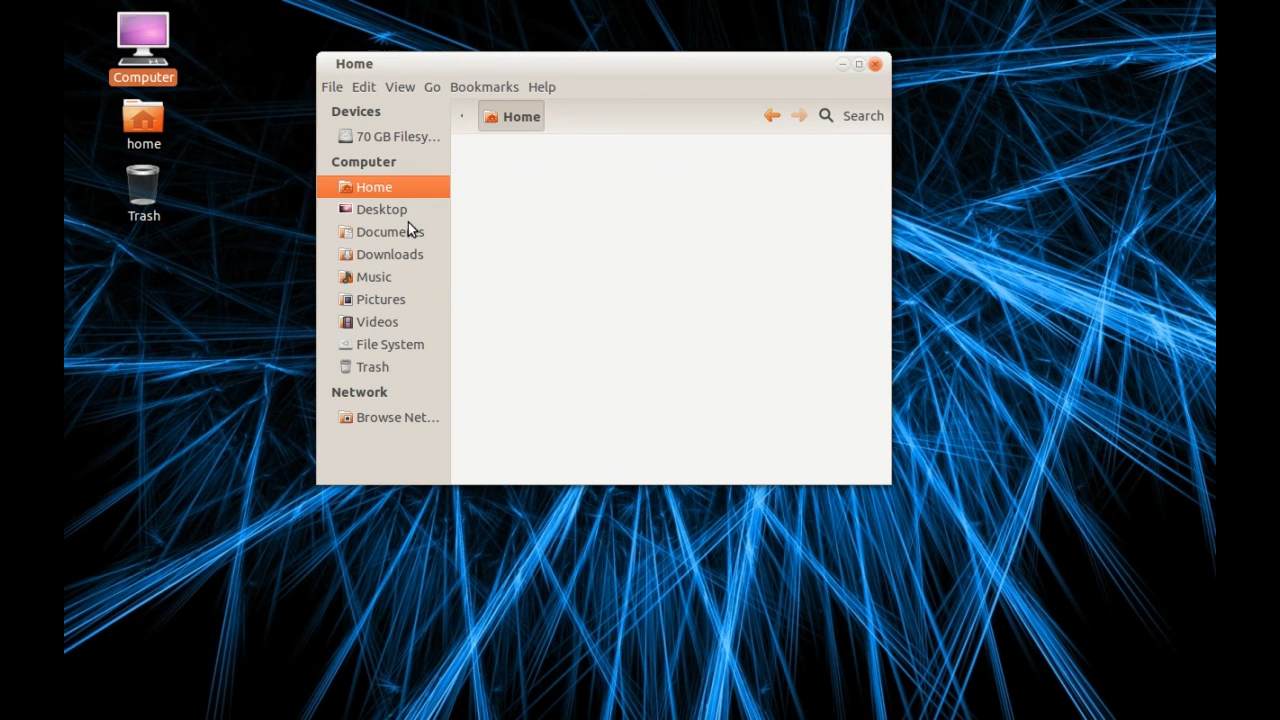 Computer
home
Trash
Home
File Edit View Go Bookmarks Help
Devices
70 GB Filesy...
Computer
Home
Desktop
Documents
Downloads
Music
Pictures
Videos
File System
Trash
Network
Browse Net...
Home
Search